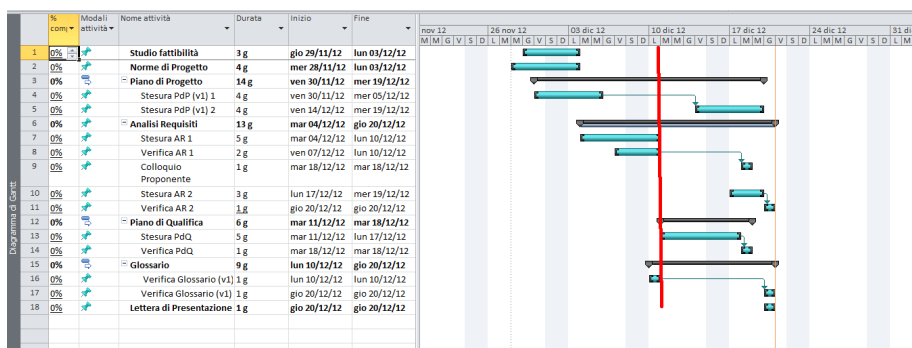 % Modali Nome attività Durata Inizio Fine
com| attività
nov 12 26 nov 12 03 dic 12 10 dic 12 17 dic 12 24 dic 12 31 di
M M G V S D L M M G V S D L M M G V S D L M M G V S D L M M G V S D L M M G V S D L M
1 0% Studio fattibilità 3 g gio 29/11/12 lun 03/12/12
2 0% Norme di Progetto 4 g mer 28/11/12 lun 03/12/12
3 0% Piano di Progetto 14 g ven 30/11/12 mer 19/12/12
4 0% Stesura PdP (v1) 1 4 g ven 30/11/12 mer 05/12/12
5 0% Stesura PdP (v1) 2 4 g ven 14/12/12 mer 19/12/12
6 0% Analisi Requisiti 13 g mar 04/12/12 gio 20/12/12
7 0% Stesura AR 1 5 g mar 04/12/12 lun 10/12/12
8 0% Verifica AR 1 2 g ven 07/12/12 lun 10/12/12
9 0% Colloquio 1 g mar 18/12/12 mar 18/12/12
Proponente
10 0% Stesura AR 2 3 g lun 17/12/12 mer 19/12/12
11 0% Verifica AR 2 1 g gio 20/12/12 gio 20/12/12
12 0% Piano di Qualifica 6 g mar 11/12/12 mar 18/12/12
13 0% Stesura PdQ 5 g mar 11/12/12 lun 17/12/12
14 0% Verifica PdQ 1 g mar 18/12/12 mar 18/12/12
15 0% Glossario 9 g lun 10/12/12 gio 20/12/12
16 0% Verifica Glossario (v1) 1 g lun 10/12/12 lun 10/12/12
17 0% Verifica Glossario (v1) 1 g gio 20/12/12 gio 20/12/12
18 0% Lettera di Presentazione 1 g gio 20/12/12 gio 20/12/12
Diagramma di Gantt